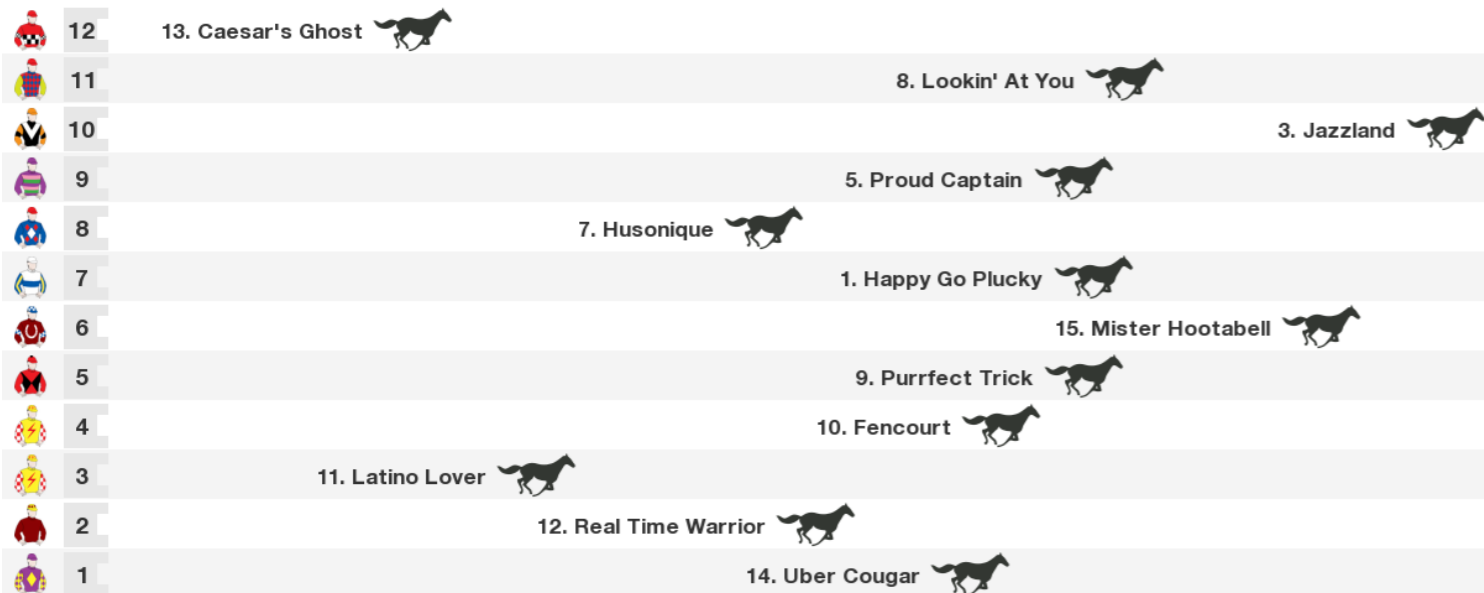 12 13. Caesar's Ghost
11 8. Lookin' At You
10 3. Jazzland
9 5. Proud Captain
8 7. Husonique
7 1. Happy Go Plucky
6 15. Mister Hootabell
5 9. Purrfect Trick
4 10. Fencourt
3 11. Latino Lover
2 12. Real Time Warrior
1 14. Uber Cougar